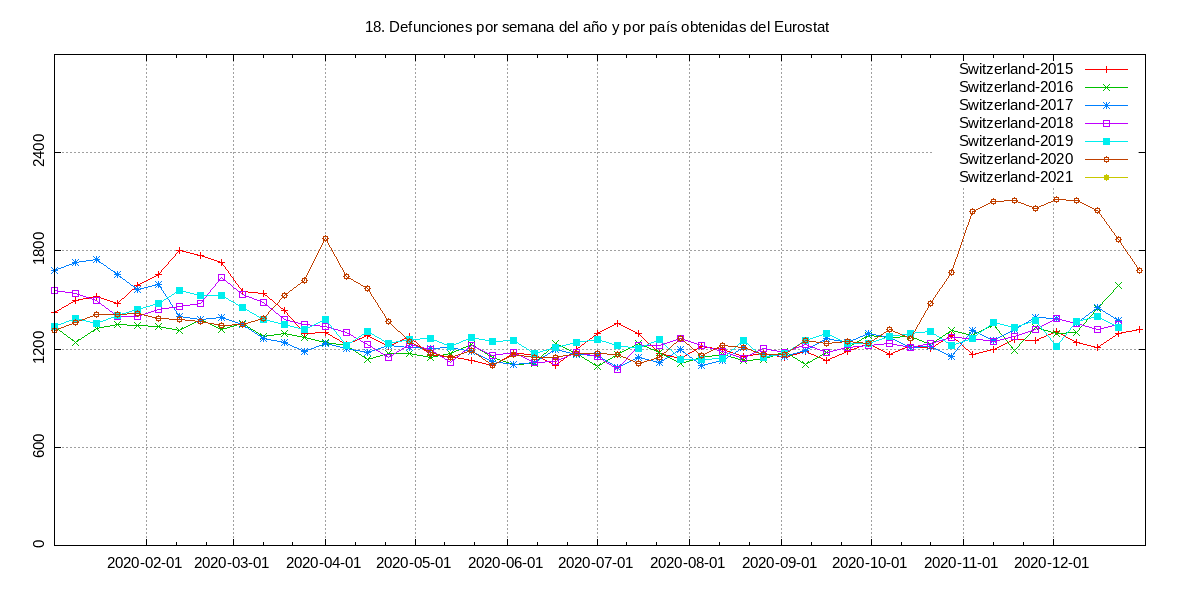 18. Defunciones por semana del año y por país obtenidas del Eurostat
Switzerland-2015
Switzerland-2016
Switzerland-2017
Switzerland-2018
Switzerland-2019
Switzerland-2020
Switzerland-2021
2400
1800
1200
600
0
2020-02-01 2020-03-01 2020-04-01 2020-05-01 2020-06-01 2020-07-01 2020-08-01 2020-09-01 2020-10-01 2020-11-01 2020-12-01